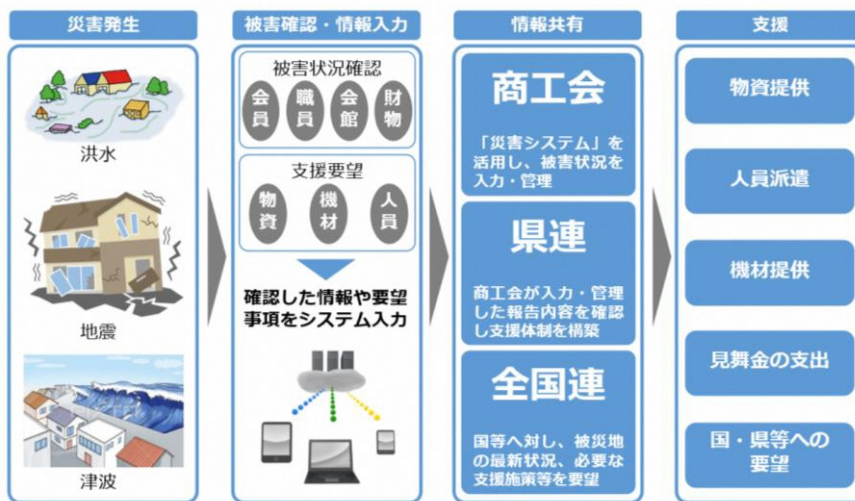 災害発生
洪水
地震
津波
被害確認・情報入力
被害状況確認
会員
職員
会館
財物
支援要望
物資
機材
人員
確認した情報や要望
事項をシステム入力
情報共有
商工会
「災害システム」を
活用し、被害状況を
入力・管理
県連
商工会が入力・管理
した報告内容を確認
し支援体制を構築
全国連
国等へ対し、被災地
の最新状況、必要な
支援施策等を要望
支援
物資提供
人員派遣
機材提供
見舞金の支出
国・県等への
要望